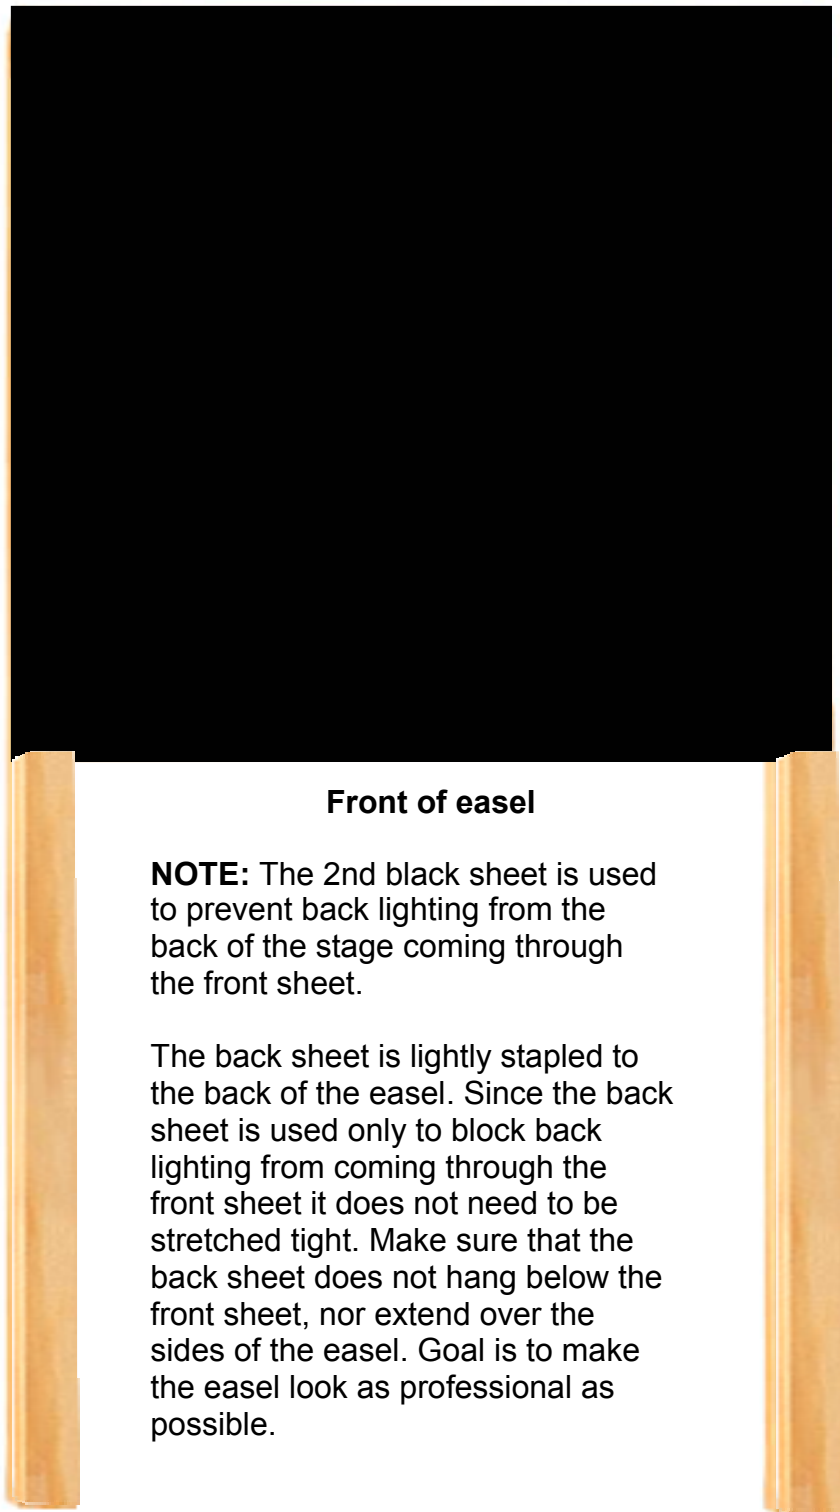 Front of easel
NOTE: The 2nd black sheet is used
to prevent back lighting from the
back of the stage coming through
the front sheet.
The back sheet is lightly stapled to
the back of the easel. Since the back
sheet is used only to block back
lighting from coming through the
front sheet it does not need to be
stretched tight. Make sure that the
back sheet does not hang below the
front sheet, nor extend over the
sides of the easel. Goal is to make
the easel look as professional as
possible.